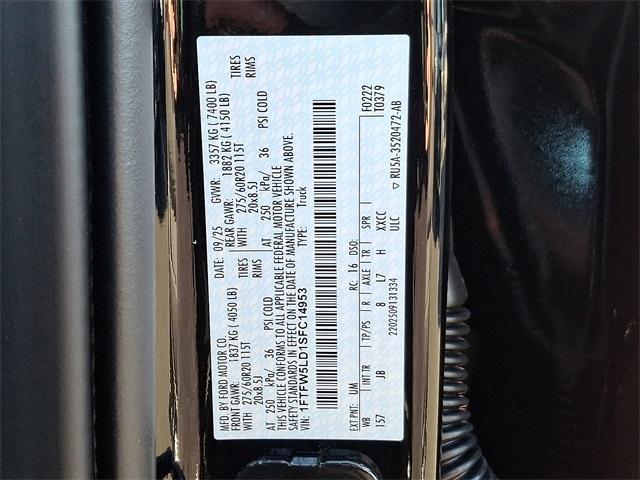 MFD. BY FORD MOTOR CO.
DATE: 09/25 GVWR: 3357 KG ( 7400 LB)
FRONT GAWR: 1837 KG (4050 LB) REAR GAWR: 1882 KG ( 4150 LB)
WITH 275/60R20 115T TIRES WITH 275/60R20 115T TIRES
20x8.5J RIMS 20x8.5J RIMS
AT 250 kPa/ 36 PSI COLD AT 250 kPa/ 36 PSI COLD
THIS VEHICLE CONFORMS TO ALL APPLICABLE FEDERAL MOTOR VEHICLE
SAFETY STANDARDS IN EFFECT ON THE DATE OF MANUFACTURE SHOWN ABOVE.
VIN: 1FTFW5LD1SFC14953 TYPE: Truck
EXT PNT: UM RC: 16 DSO: F0222
WB INT TR TP/PS R AXLE TR SPR T0379
157 JB 8 L7 H XXCC
2202509131334 ULC ▽ RU5A-3520472-AB